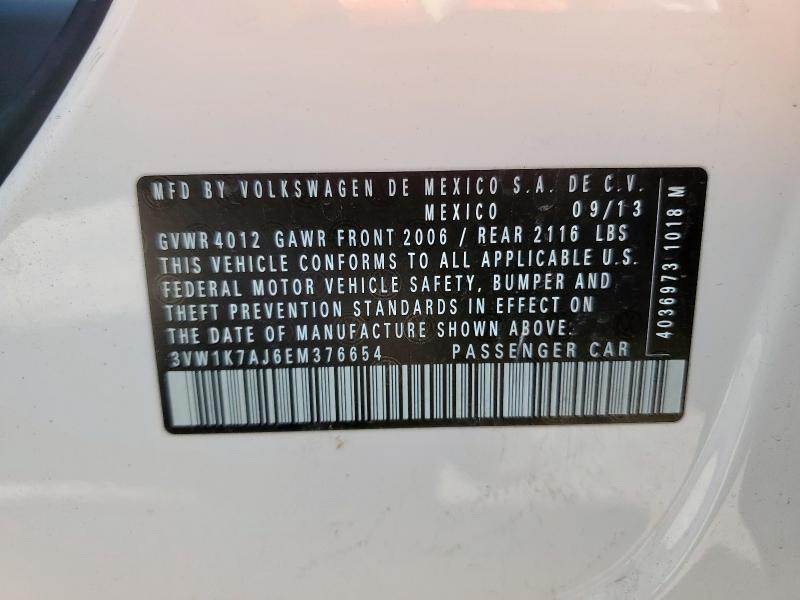 MFD BY VOLKSWAGEN DE MEXICO S.A. DE C.V.
MEXICO 09/13
GVWR 4012 GAWR FRONT 2006 / REAR 2116 LBS
THIS VEHICLE CONFORMS TO ALL APPLICABLE U.S.
FEDERAL MOTOR VEHICLE SAFETY, BUMPER AND
THEFT PREVENTION STANDARDS IN EFFECT ON
THE DATE OF MANUFACTURE SHOWN ABOVE.
3VW1K7AJ6EM376654 PASSENGER CAR
4036973 1018 M